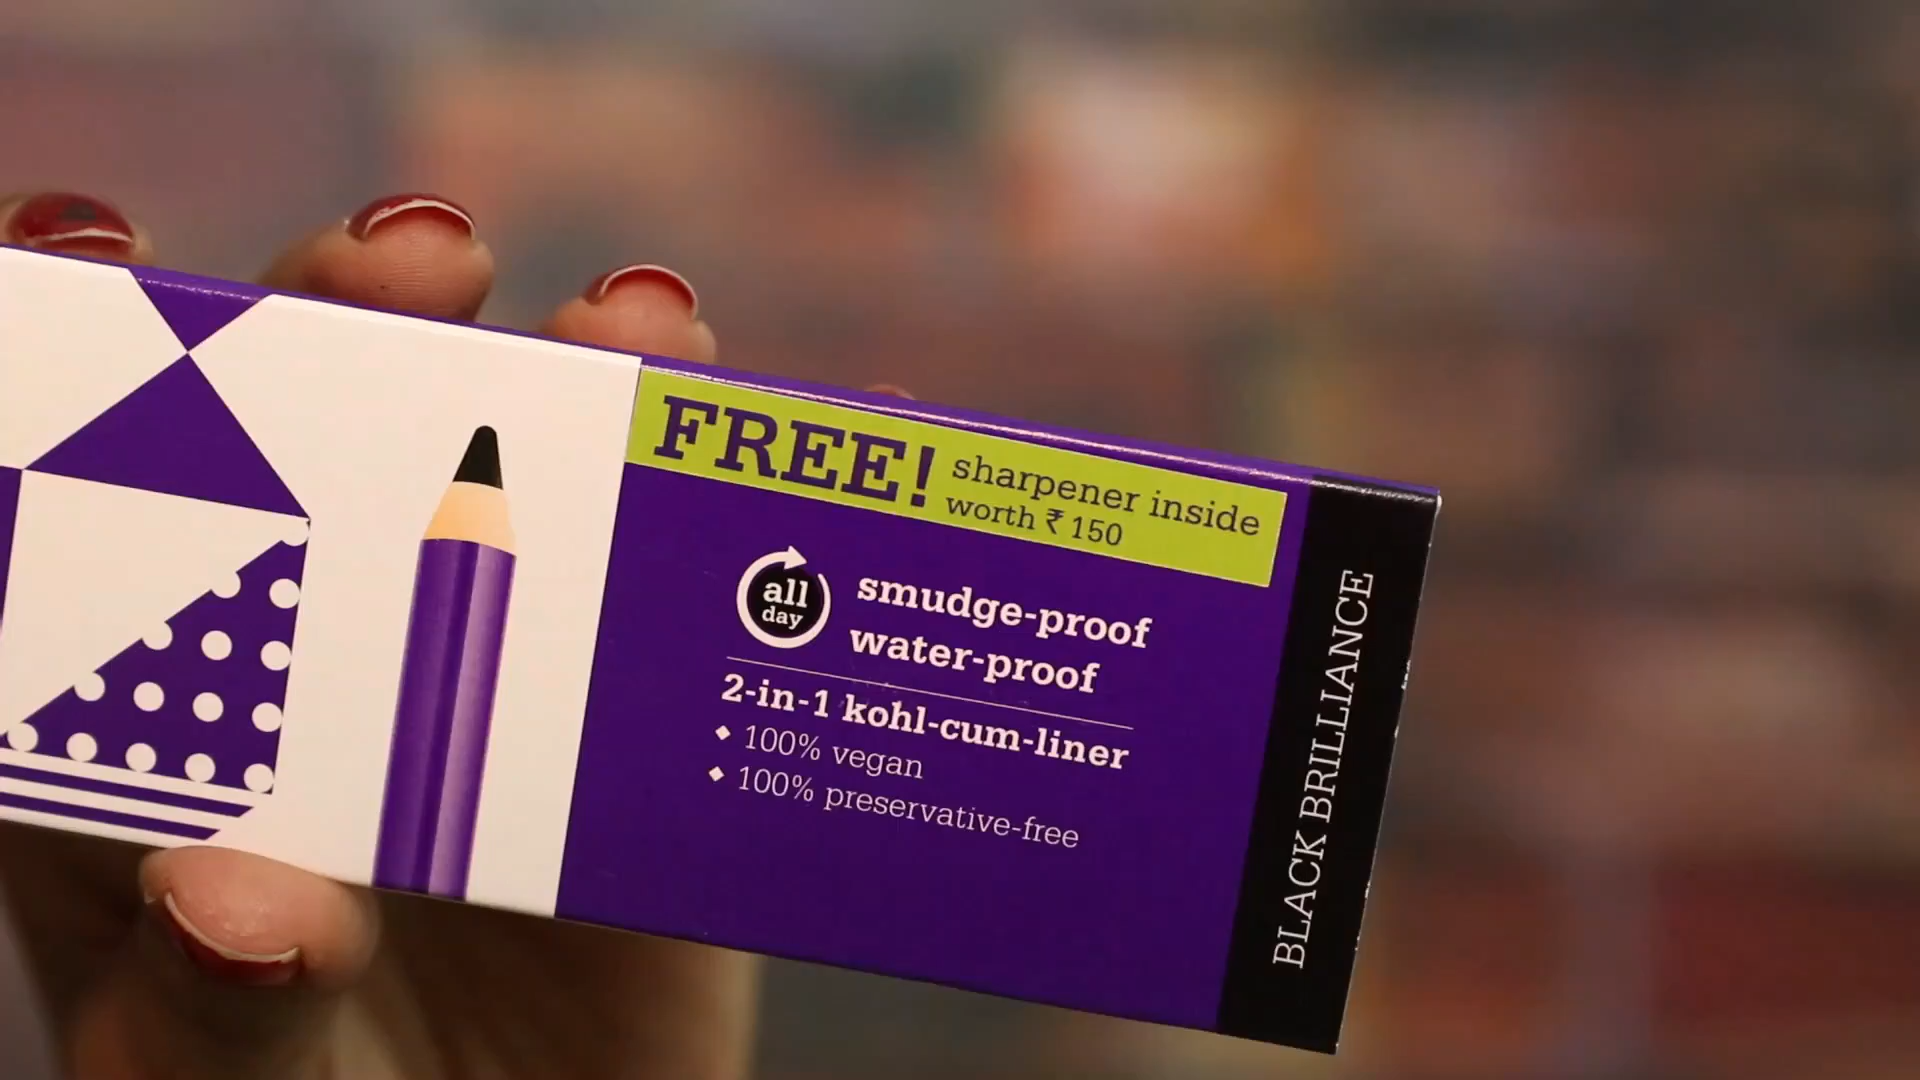 FREE! sharpener inside
worth ₹ 150
all
day
smudge-proof
water-proof
2-in-1 kohl-cum-liner
100% vegan
100% preservative-free
BLACK BRILLIANCE